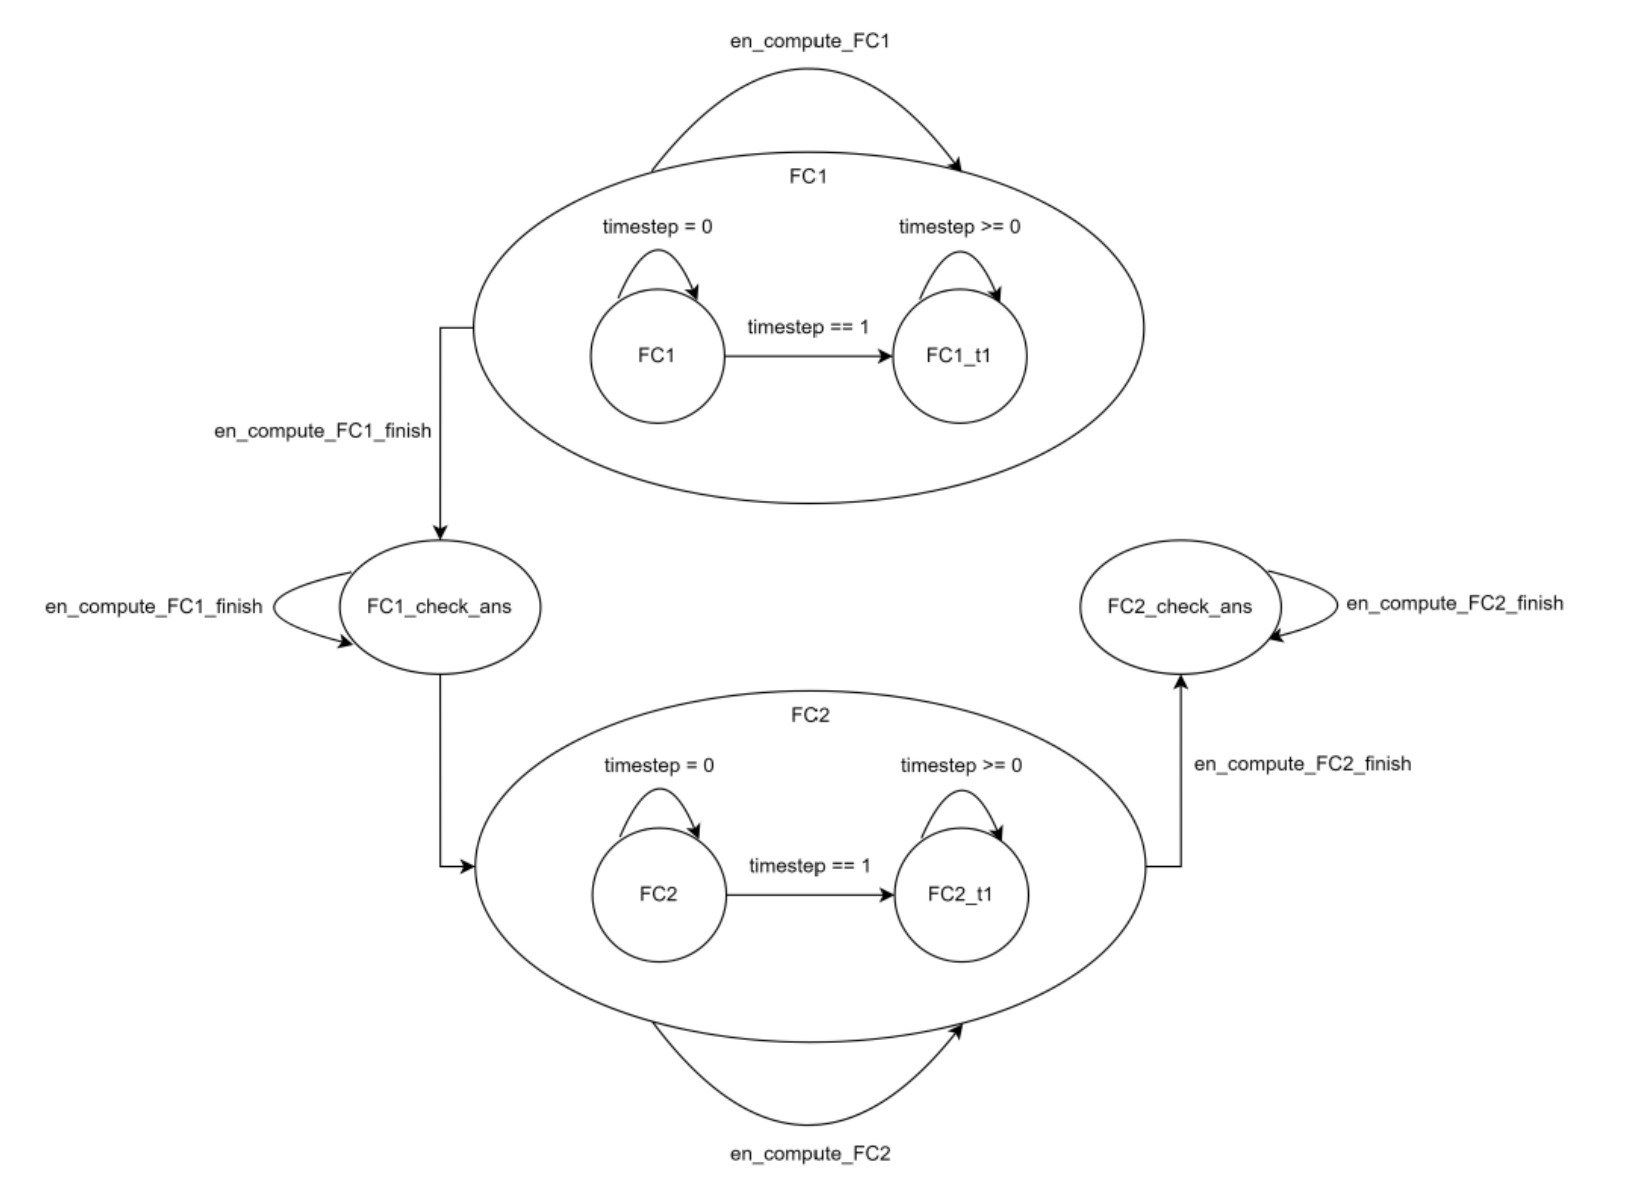 en_compute_FC1
FC1
timestep = 0
timestep >= 0
timestep == 1
FC1
FC1_t1
en_compute_FC1_finish
en_compute_FC1_finish
FC1_check_ans
FC2_check_ans
en_compute_FC2_finish
FC2
timestep = 0
timestep >= 0
en_compute_FC2_finish
timestep == 1
FC2
FC2_t1
en_compute_FC2